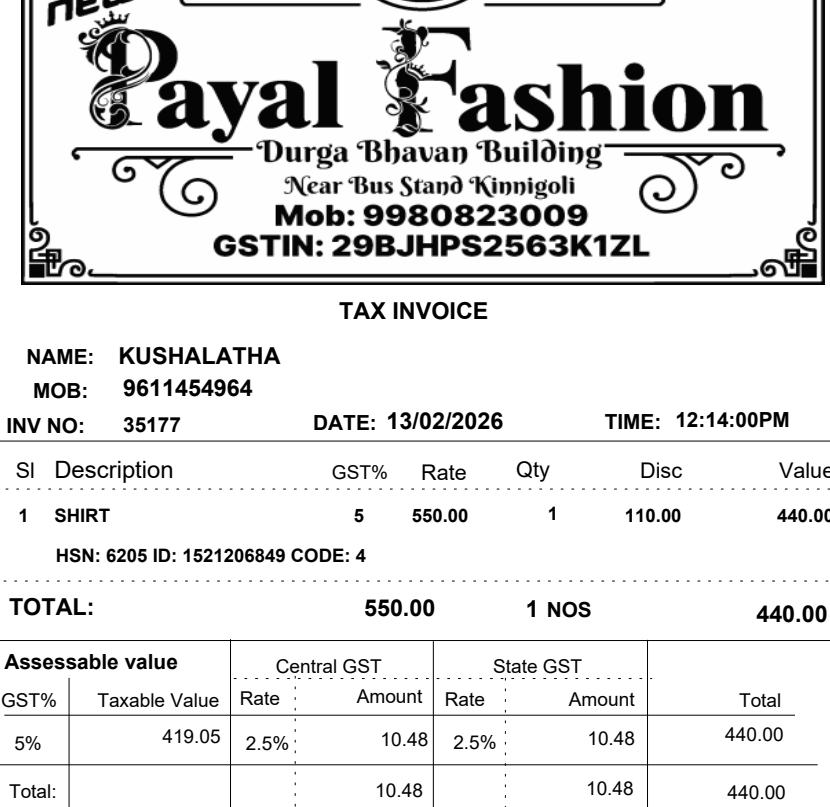 new
Payal Fashion
Durga Bhavan Building
Near Bus Stand Kinnigoli
Mob: 9980823009
GSTIN: 29BJHPS2563K1ZL
TAX INVOICE
NAME: KUSHALATHA
MOB: 9611454964
INV NO: 35177 DATE: 13/02/2026 TIME: 12:14:00PM
Sl Description GST% Rate Qty Disc Value
1 SHIRT 5 550.00 1 110.00 440.00
HSN: 6205 ID: 1521206849 CODE: 4
TOTAL: 550.00 1 NOS 440.00
Assessable value Central GST State GST
GST% Taxable Value Rate Amount Rate Amount Total
5% 419.05 2.5% 10.48 2.5% 10.48 440.00
Total: 10.48 10.48 440.00